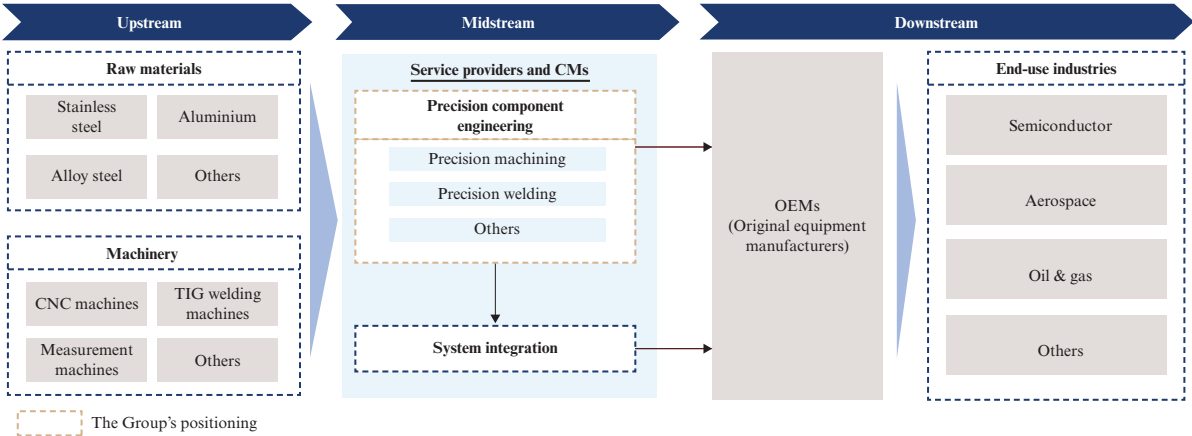 Upstream
Midstream
Downstream
Raw materials
Stainless
steel
Aluminium
Alloy steel
Others
Machinery
CNC machines
TIG welding
machines
Measurement
machines
Others
Service providers and CMs
Precision component
engineering
Precision machining
Precision welding
Others
System integration
OEMs
(Original equipment
manufacturers)
End-use industries
Semiconductor
Aerospace
Oil & gas
Others
The Group’s positioning